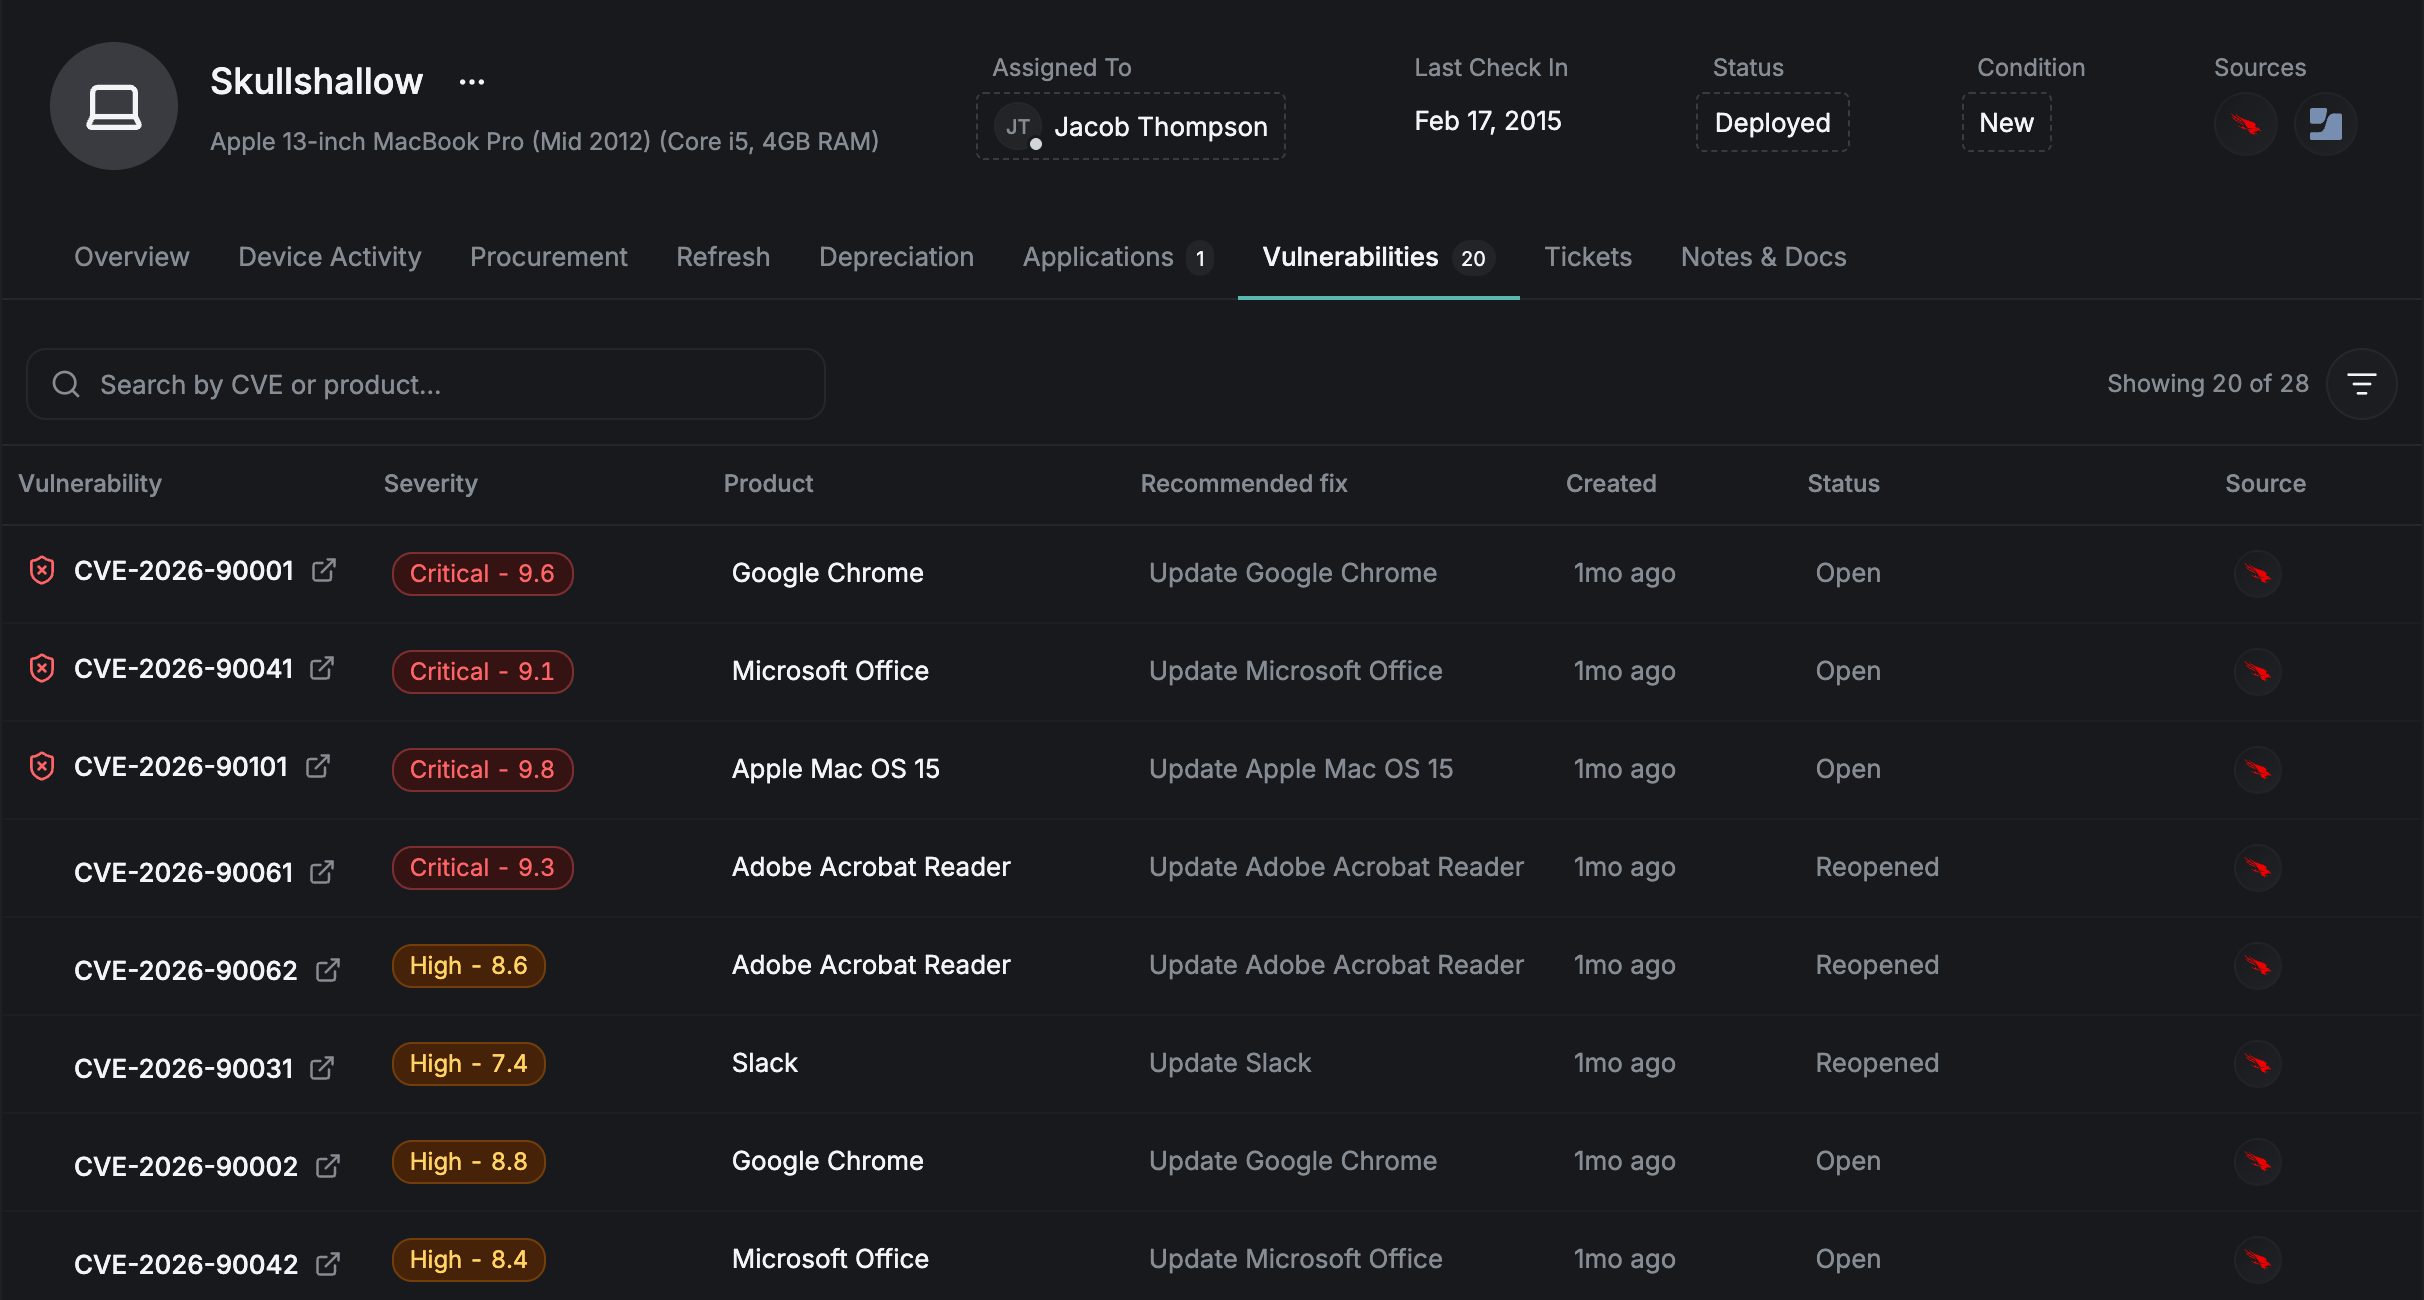 Skullshallow ...
Apple 13-inch MacBook Pro (Mid 2012) (Core i5, 4GB RAM)
Assigned To
JT Jacob Thompson
Last Check In
Feb 17, 2015
Status
Deployed
Condition
New
Sources
Overview Device Activity Procurement Refresh Depreciation Applications 1 Vulnerabilities 20 Tickets Notes & Docs
Search by CVE or product...
Showing 20 of 28
Vulnerability Severity Product Recommended fix Created Status Source
CVE-2026-90001 Critical - 9.6 Google Chrome Update Google Chrome 1mo ago Open
CVE-2026-90041 Critical - 9.1 Microsoft Office Update Microsoft Office 1mo ago Open
CVE-2026-90101 Critical - 9.8 Apple Mac OS 15 Update Apple Mac OS 15 1mo ago Open
CVE-2026-90061 Critical - 9.3 Adobe Acrobat Reader Update Adobe Acrobat Reader 1mo ago Reopened
CVE-2026-90062 High - 8.6 Adobe Acrobat Reader Update Adobe Acrobat Reader 1mo ago Reopened
CVE-2026-90031 High - 7.4 Slack Update Slack 1mo ago Reopened
CVE-2026-90002 High - 8.8 Google Chrome Update Google Chrome 1mo ago Open
CVE-2026-90042 High - 8.4 Microsoft Office Update Microsoft Office 1mo ago Open